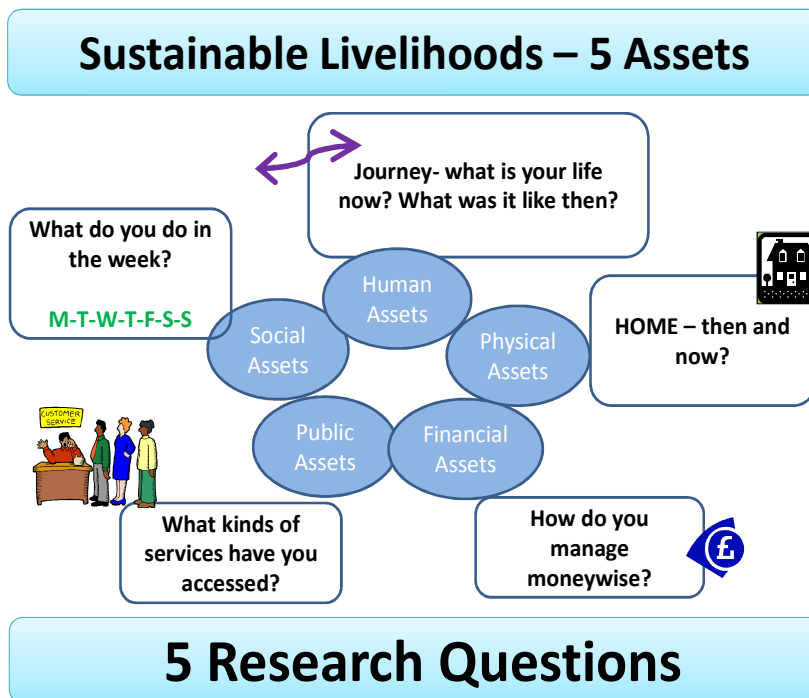 Sustainable Livelihoods – 5 Assets
Journey- what is your life
now? What was it like then?
What do you do in
the week?
M-T-W-T-F-S-S
Human
Assets
Social
Assets
Physical
Assets
HOME – then and
now?
Public
Assets
Financial
Assets
CUSTOMER
SERVICE
What kinds of
services have you
accessed?
How do you
manage
moneywise?
£
5 Research Questions